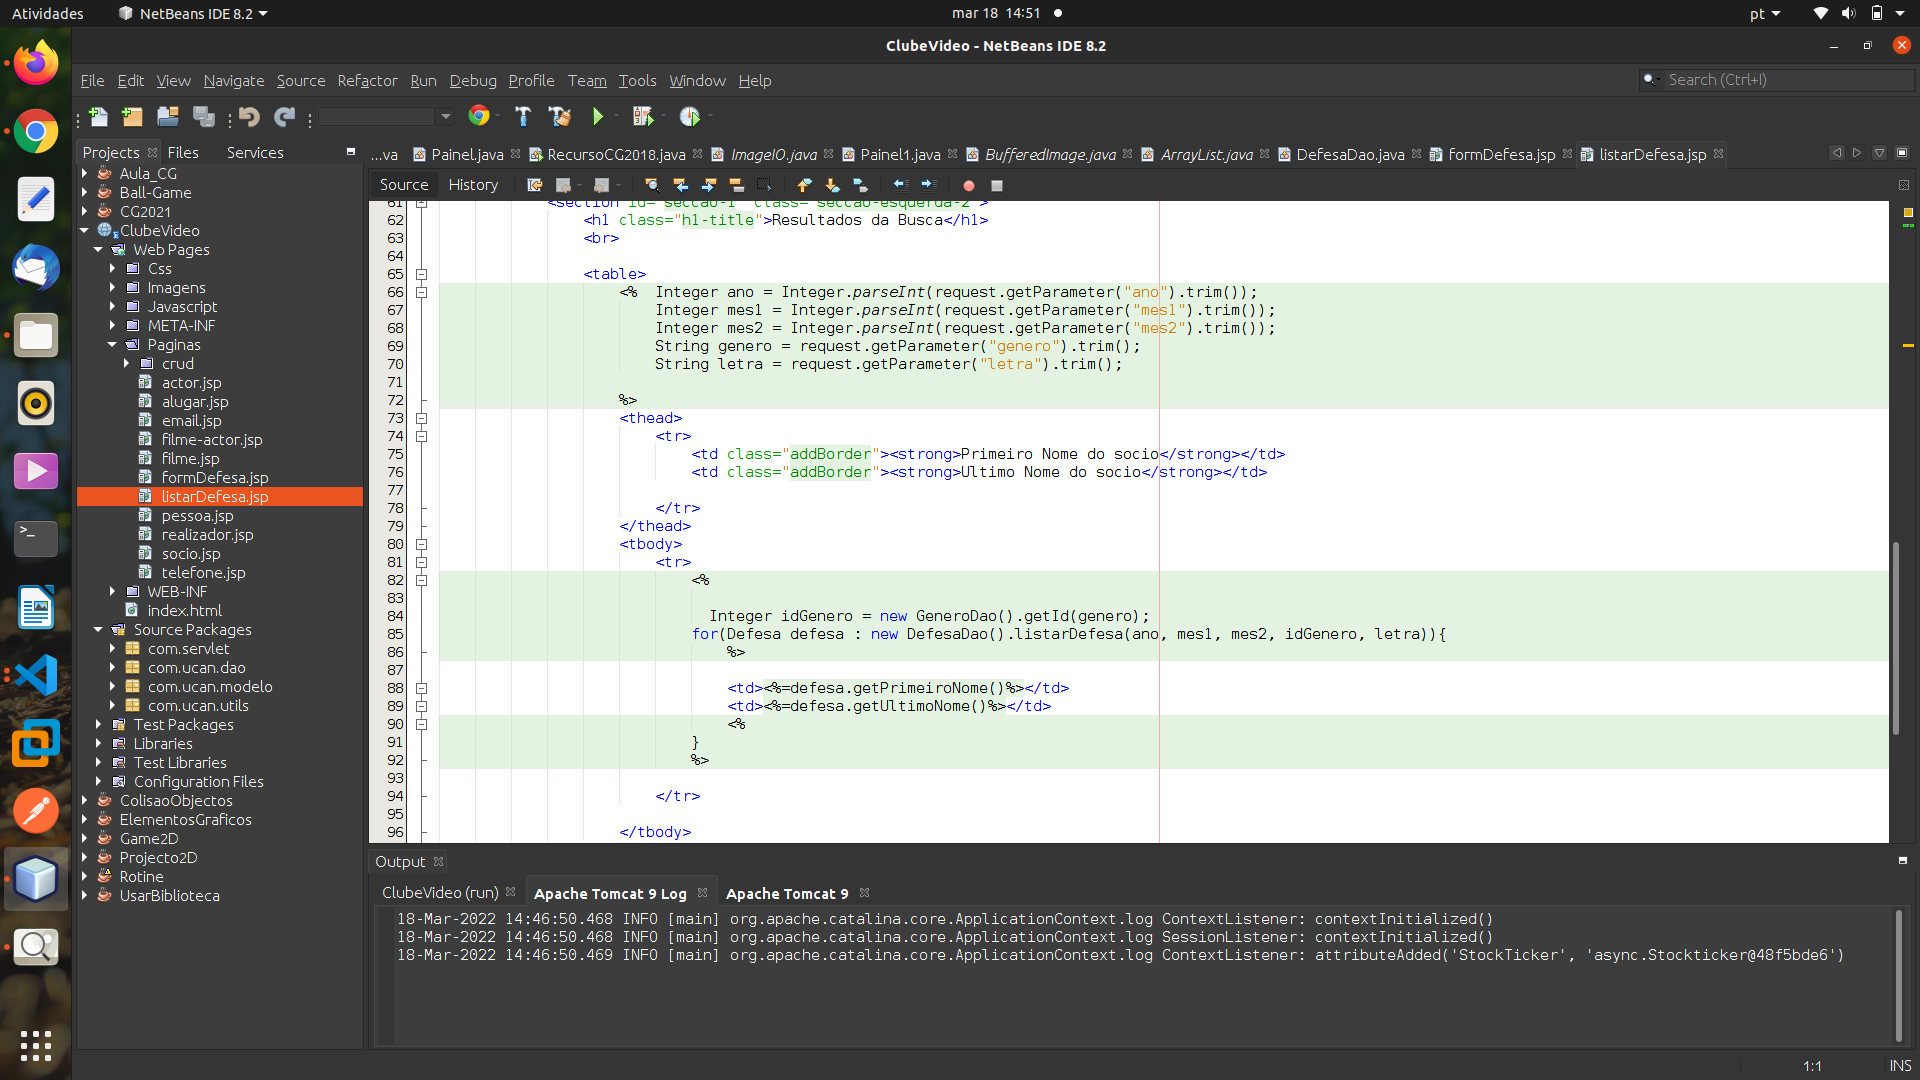 Atividades
NetBeans IDE 8.2
mar 18 14:51
pt
ClubeVideo - NetBeans IDE 8.2
File Edit View Navigate Source Refactor Run Debug Profile Team Tools Window Help
Search (Ctrl+I)
Projects Files Services
...va Painel.java RecursoCG2018.java ImageIO.java Painel1.java BufferedImage.java ArrayList.java DefesaDao.java formDefesa.jsp listarDefesa.jsp
Source History
Aula_CG
Ball-Game
CG2021
ClubeVideo
Web Pages
Css
Imagens
Javascript
META-INF
Paginas
crud
actor.jsp
alugar.jsp
email.jsp
filme-actor.jsp
filme.jsp
formDefesa.jsp
listarDefesa.jsp
pessoa.jsp
realizador.jsp
socio.jsp
telefone.jsp
WEB-INF
index.html
Source Packages
com.servlet
com.ucan.dao
com.ucan.modelo
com.ucan.utils
Test Packages
Libraries
Test Libraries
Configuration Files
ColisaoObjectos
ElementosGraficos
Game2D
Projecto2D
Rotine
UsarBiblioteca
61 <section id="seccao-1" class="seccao-esquerda-2">
62 <h1 class="h1-title">Resultados da Busca</h1>
63 <br>
64
65 <table>
66 <% Integer ano = Integer.parseInt(request.getParameter("ano").trim());
67 Integer mes1 = Integer.parseInt(request.getParameter("mes1").trim());
68 Integer mes2 = Integer.parseInt(request.getParameter("mes2").trim());
69 String genero = request.getParameter("genero").trim();
70 String letra = request.getParameter("letra").trim();
71
72 %>
73 <thead>
74 <tr>
75 <td class="addBorder"><strong>Primeiro Nome do socio</strong></td>
76 <td class="addBorder"><strong>Ultimo Nome do socio</strong></td>
77
78 </tr>
79 </thead>
80 <tbody>
81 <tr>
82 <%
83
84 Integer idGenero = new GeneroDao().getId(genero);
85 for(Defesa defesa : new DefesaDao().listarDefesa(ano, mes1, mes2, idGenero, letra)){
86 %>
87
88 <td><%=defesa.getPrimeiroNome()%></td>
89 <td><%=defesa.getUltimoNome()%></td>
90 <%
91 }
92 %>
93
94 </tr>
95
96 </tbody>
Output
ClubeVideo (run) Apache Tomcat 9 Log Apache Tomcat 9
18-Mar-2022 14:46:50.468 INFO [main] org.apache.catalina.core.ApplicationContext.log ContextListener: contextInitialized()
18-Mar-2022 14:46:50.468 INFO [main] org.apache.catalina.core.ApplicationContext.log SessionListener: contextInitialized()
18-Mar-2022 14:46:50.469 INFO [main] org.apache.catalina.core.ApplicationContext.log ContextListener: attributeAdded('StockTicker', 'async.Stockticker@48f5bde6')
1:1 INS